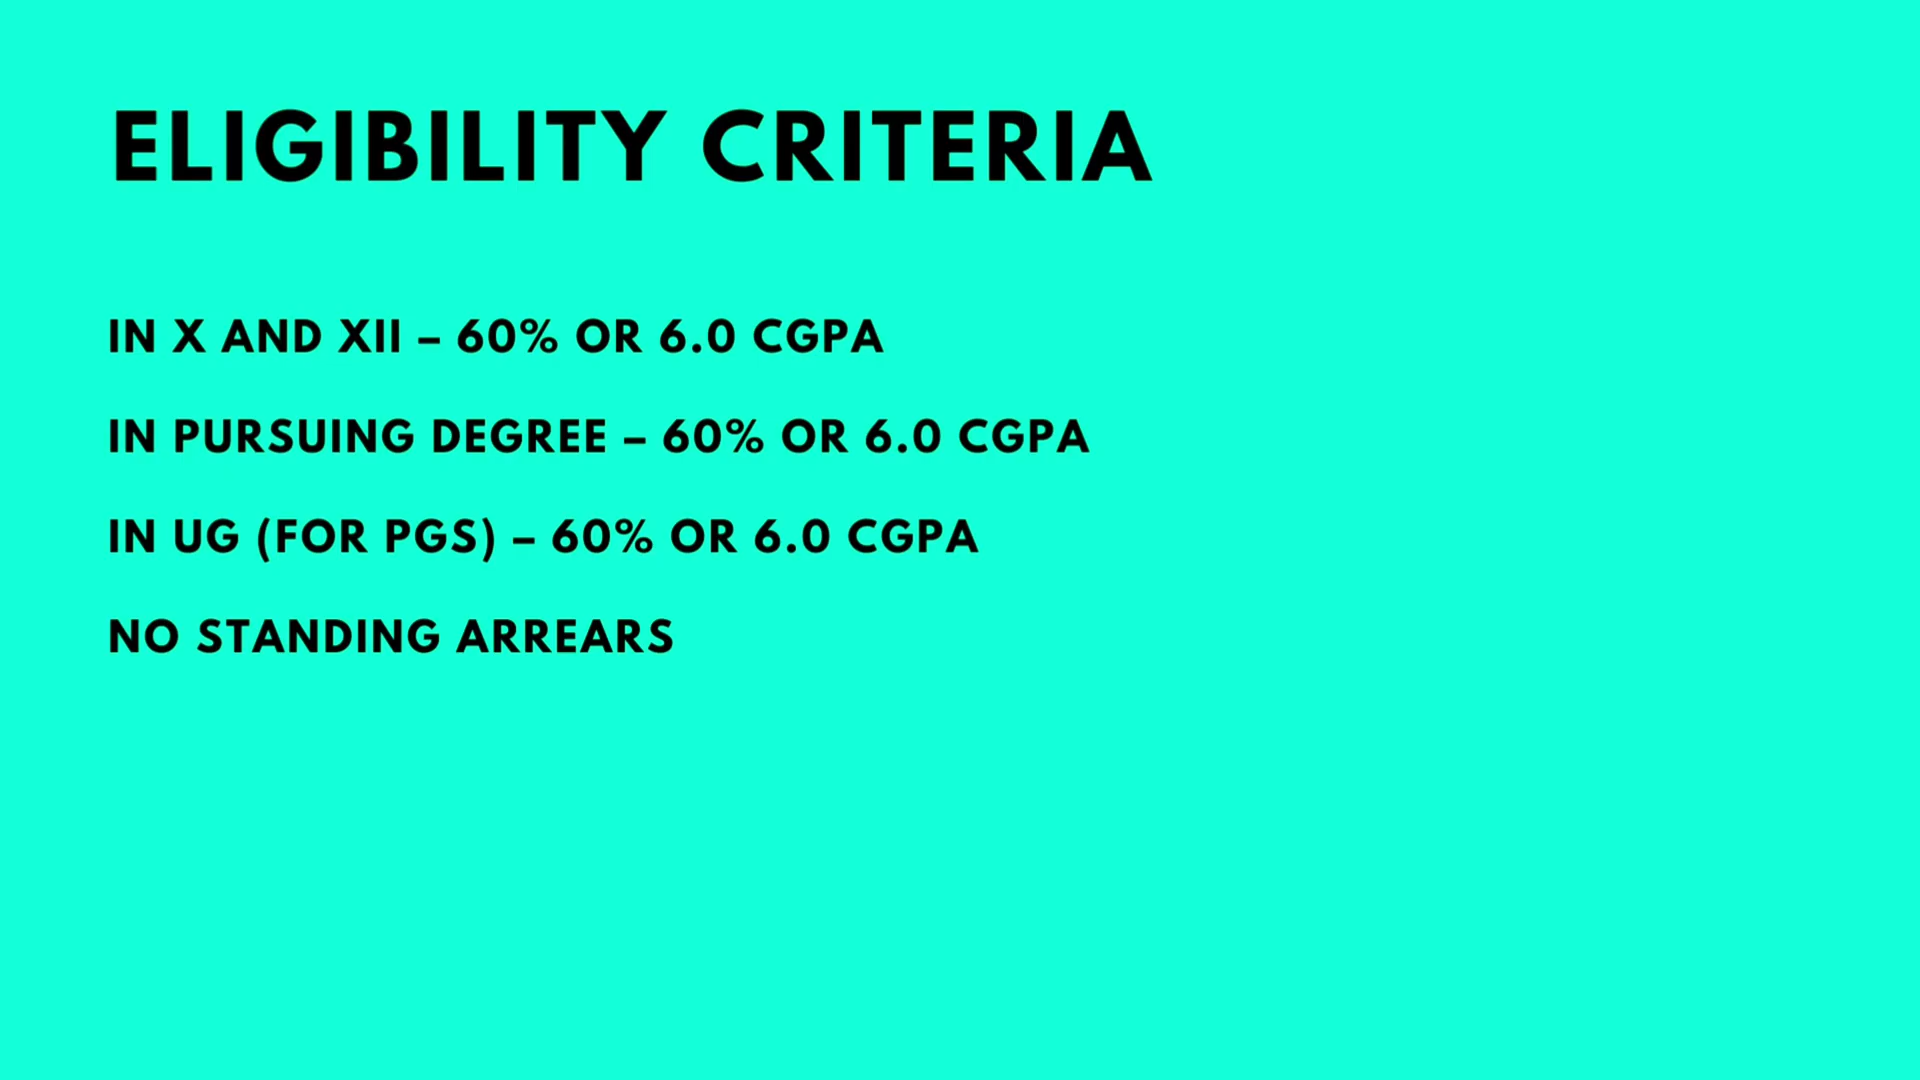 ELIGIBILITY CRITERIA
IN X AND XII – 60% OR 6.0 CGPA
IN PURSUING DEGREE – 60% OR 6.0 CGPA
IN UG (FOR PGS) – 60% OR 6.0 CGPA
NO STANDING ARREARS